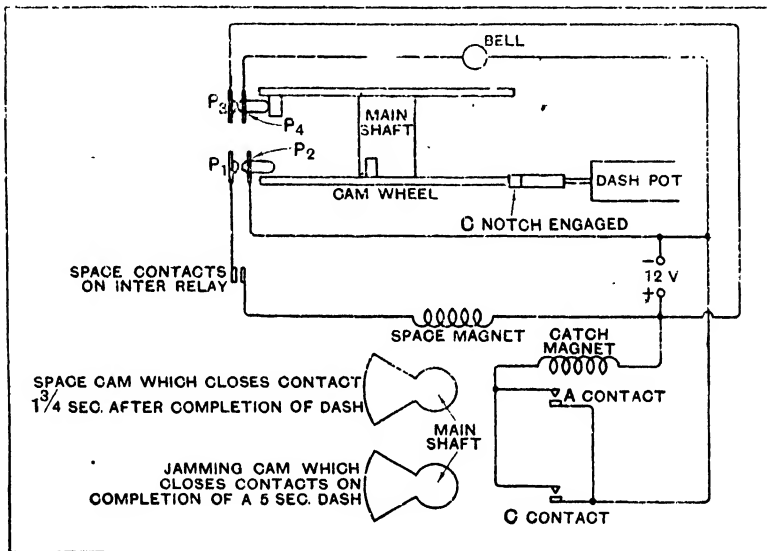 BELL
P3
P4
MAIN
SHAFT
P1
P2
CAM WHEEL
DASH POT
C NOTCH ENGAGED
SPACE CONTACTS
ON INTER RELAY
−
12 V
+
SPACE MAGNET
CATCH
MAGNET
SPACE CAM WHICH CLOSES CONTACT
1 3/4 SEC. AFTER COMPLETION OF DASH
A CONTACT
MAIN
SHAFT
JAMMING CAM WHICH
CLOSES CONTACTS ON
COMPLETION OF A 5 SEC. DASH
C CONTACT